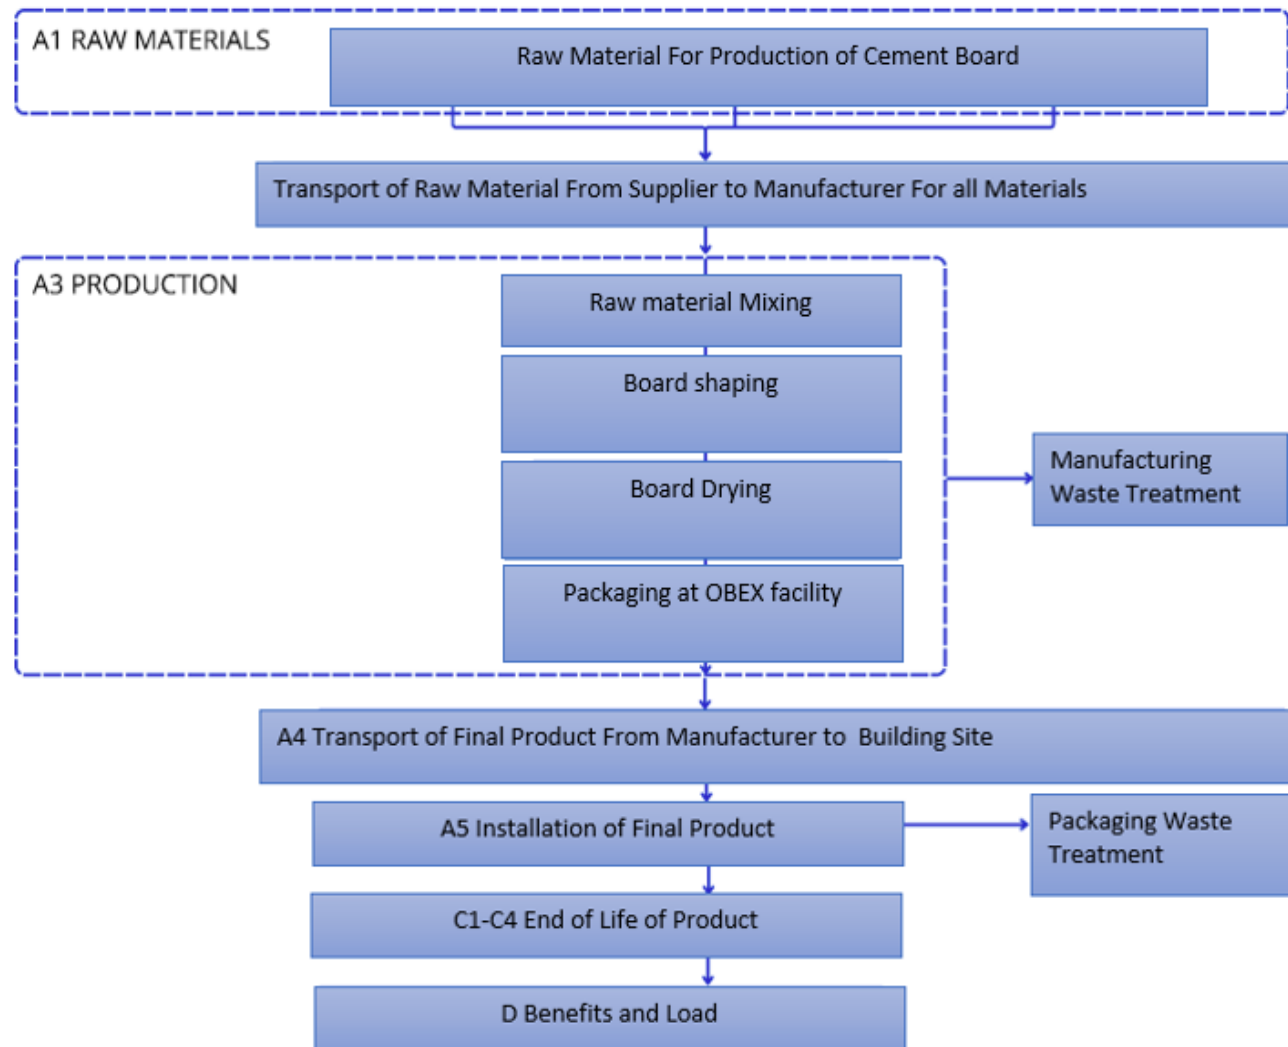 A1 RAW MATERIALS
Raw Material For Production of Cement Board
Transport of Raw Material From Supplier to Manufacturer For all Materials
A3 PRODUCTION
Raw material Mixing
Board shaping
Board Drying
Packaging at OBEX facility
Manufacturing
Waste Treatment
A4 Transport of Final Product From Manufacturer to  Building Site
A5 Installation of Final Product
Packaging Waste
Treatment
C1-C4 End of Life of Product
D Benefits and Load